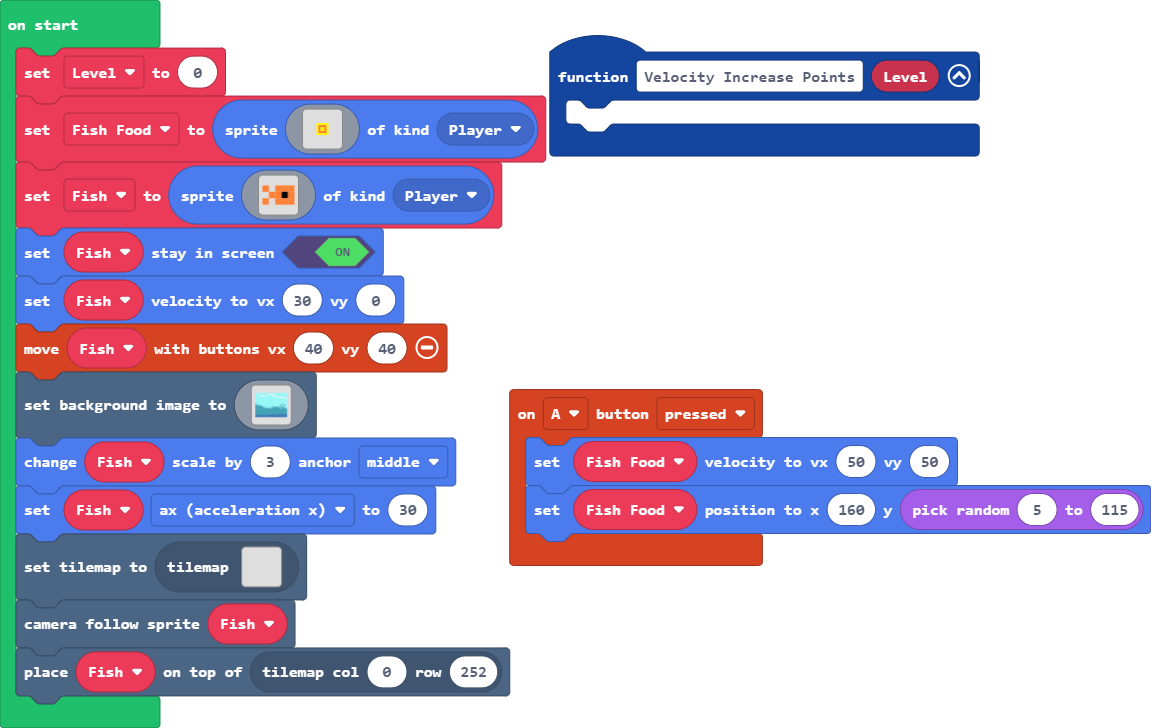 on start
set Level to 0
set Fish Food to sprite of kind Player
set Fish to sprite of kind Player
set Fish stay in screen ON
set Fish velocity to vx 30 vy 0
move Fish with buttons vx 40 vy 40
set background image to
change Fish scale by 3 anchor middle
set Fish ax (acceleration x) to 30
set tilemap to tilemap
camera follow sprite Fish
place Fish on top of tilemap col 0 row 252
function Velocity Increase Points Level
on A button pressed
set Fish Food velocity to vx 50 vy 50
set Fish Food position to x 160 y pick random 5 to 115